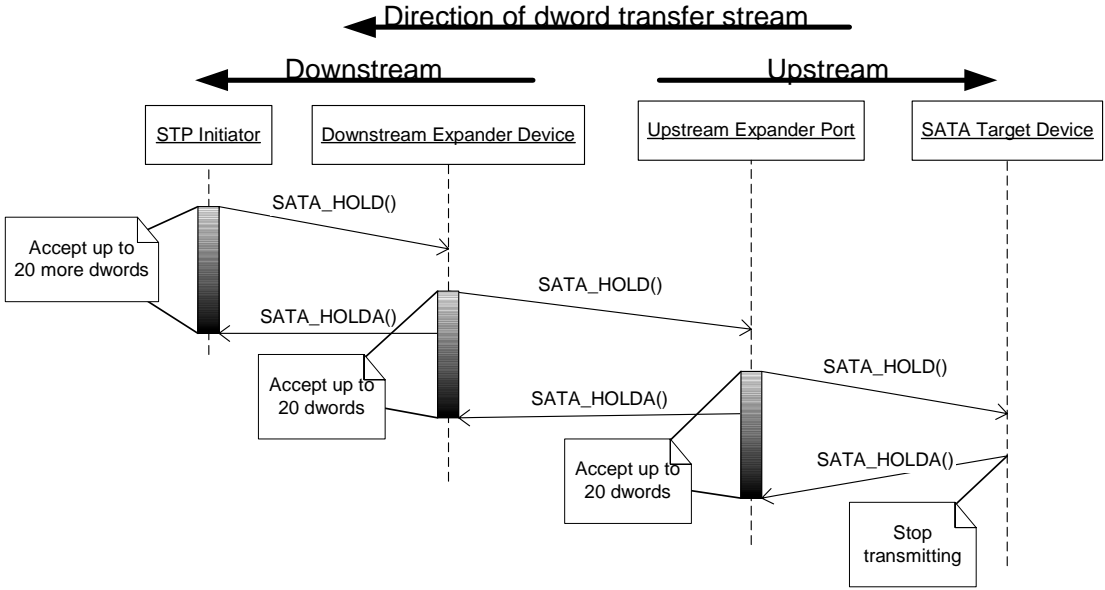 Direction of dword transfer stream
Downstream
Upstream
STP Initiator
Downstream Expander Device
Upstream Expander Port
SATA Target Device
SATA_HOLD()
Accept up to
20 more dwords
SATA_HOLD()
SATA_HOLDA()
Accept up to
20 dwords
SATA_HOLD()
SATA_HOLDA()
Accept up to
20 dwords
SATA_HOLDA()
Stop
transmitting